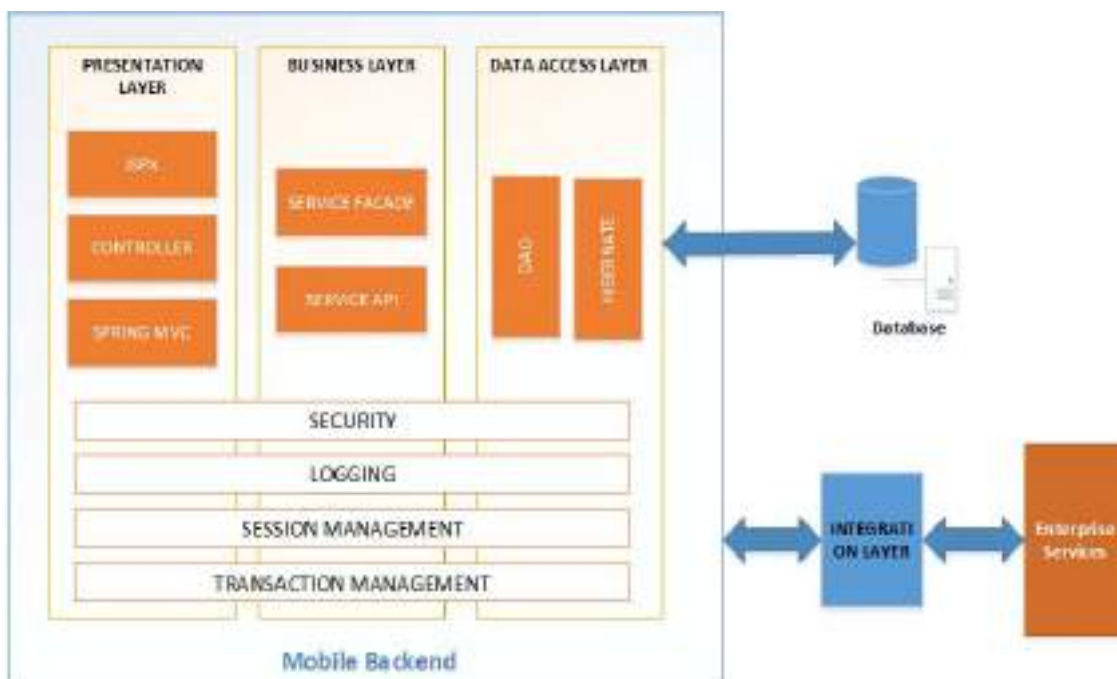 PRESENTATION
LAYER
BUSINESS LAYER
DATA ACCESS LAYER
JSPX
CONTROLLER
SPRING MVC
SERVICE FACADE
SERVICE API
DAO
HIBERNATE
Database
SECURITY
LOGGING
SESSION MANAGEMENT
TRANSACTION MANAGEMENT
INTEGRATI
ON LAYER
Enterprise
Services
Mobile Backend